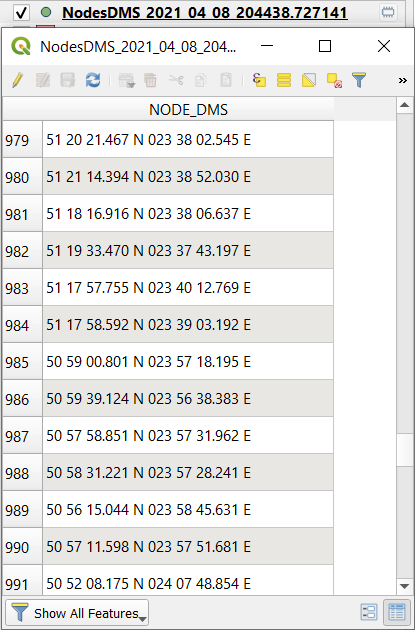 NodesDMS_2021_04_08_204438.727141
NodesDMS_2021_04_08_204...
»
NODE_DMS
979 51 20 21.467 N 023 38 02.545 E
980 51 21 14.394 N 023 38 52.030 E
981 51 18 16.916 N 023 38 06.637 E
982 51 19 33.470 N 023 37 43.197 E
983 51 17 57.755 N 023 40 12.769 E
984 51 17 58.592 N 023 39 03.192 E
985 50 59 00.801 N 023 57 18.195 E
986 50 59 39.124 N 023 56 38.383 E
987 50 57 58.851 N 023 57 31.962 E
988 50 58 31.221 N 023 57 28.241 E
989 50 56 15.044 N 023 58 45.631 E
990 50 57 11.598 N 023 57 51.681 E
991 50 52 08.175 N 024 07 48.854 E
Show All Features